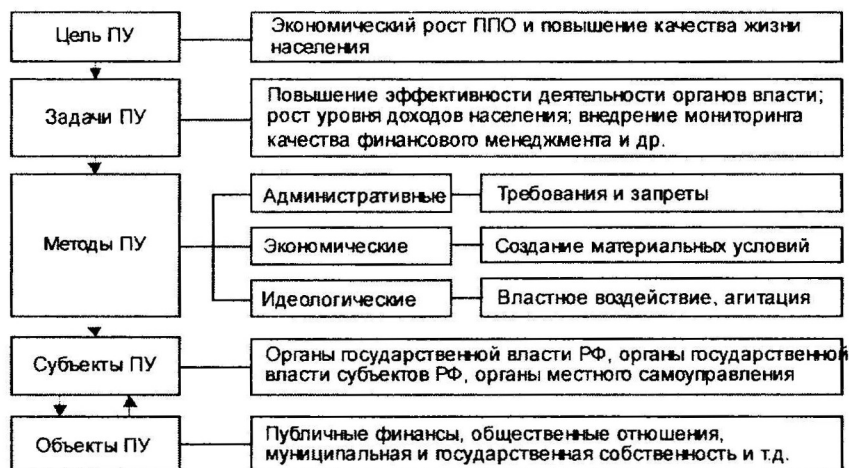 Цель ПУ
Экономический рост ППО и повышение качества жизни
населения
Задачи ПУ
Повышение эффективности деятельности органов власти;
рост уровня доходов населения; внедрение мониторинга
качества финансового менеджмента и др.
Методы ПУ
Административные
Требования и запреты
Экономические
Создание материальных условий
Идеологические
Властное воздействие, агитация
Субъекты ПУ
Органы государственной власти РФ, органы государственной
власти субъектов РФ, органы местного самоуправления
Объекты ПУ
Публичные финансы, общественные отношения,
муниципальная и государственная собственность и т.д.